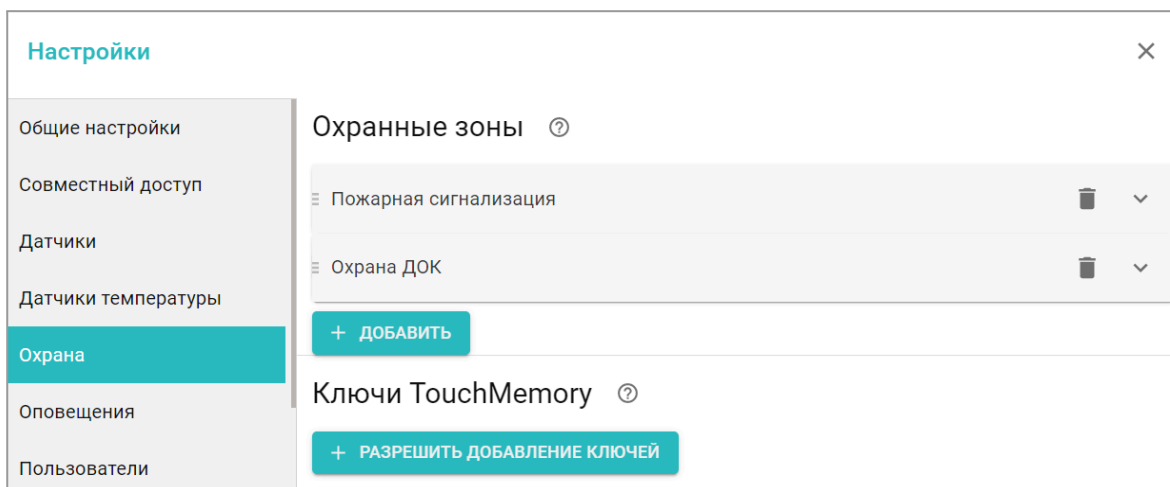 Настройки
Общие настройки
Совместный доступ
Датчики
Датчики температуры
Охрана
Оповещения
Пользователи
Охранные зоны
Пожарная сигнализация
Охрана ДОК
+ ДОБАВИТЬ
Ключи TouchMemory
+ РАЗРЕШИТЬ ДОБАВЛЕНИЕ КЛЮЧЕЙ